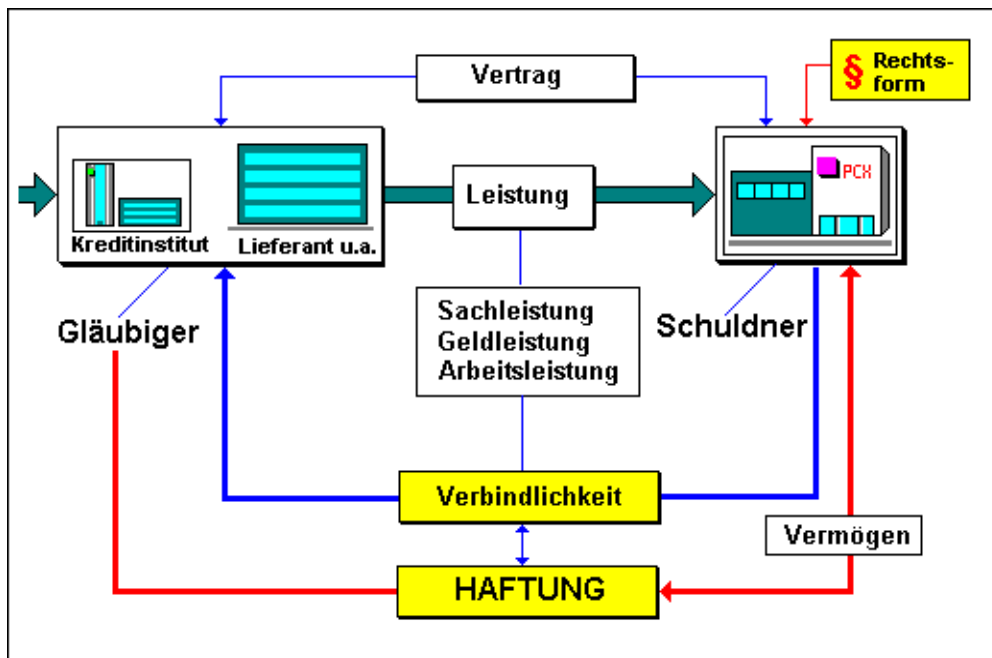 Vertrag
§ Rechts-
form
PCX
Kreditinstitut
Lieferant u.a.
Leistung
Gläubiger
Schuldner
Sachleistung
Geldleistung
Arbeitsleistung
Verbindlichkeit
Vermögen
HAFTUNG